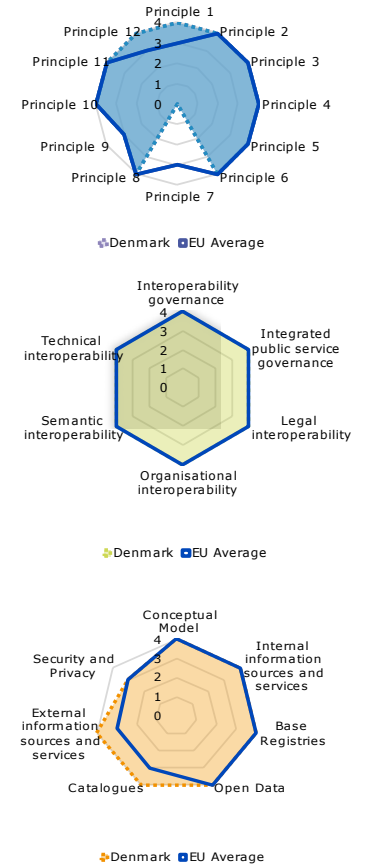 Principle 1
Principle 12
Principle 2
Principle 11
Principle 3
Principle 10
Principle 4
Principle 9
Principle 5
Principle 8
Principle 6
Principle 7
4
3
2
1
0
Denmark
EU Average
Interoperability
governance
Technical
interoperability
Integrated
public service
governance
Semantic
interoperability
Legal
interoperability
Organisational
interoperability
4
3
2
1
0
Denmark
EU Average
Conceptual
Model
Security and
Privacy
Internal
information
sources and
services
External
information
sources and
services
Base
Registries
Catalogues
Open Data
4
3
2
1
0
Denmark
EU Average